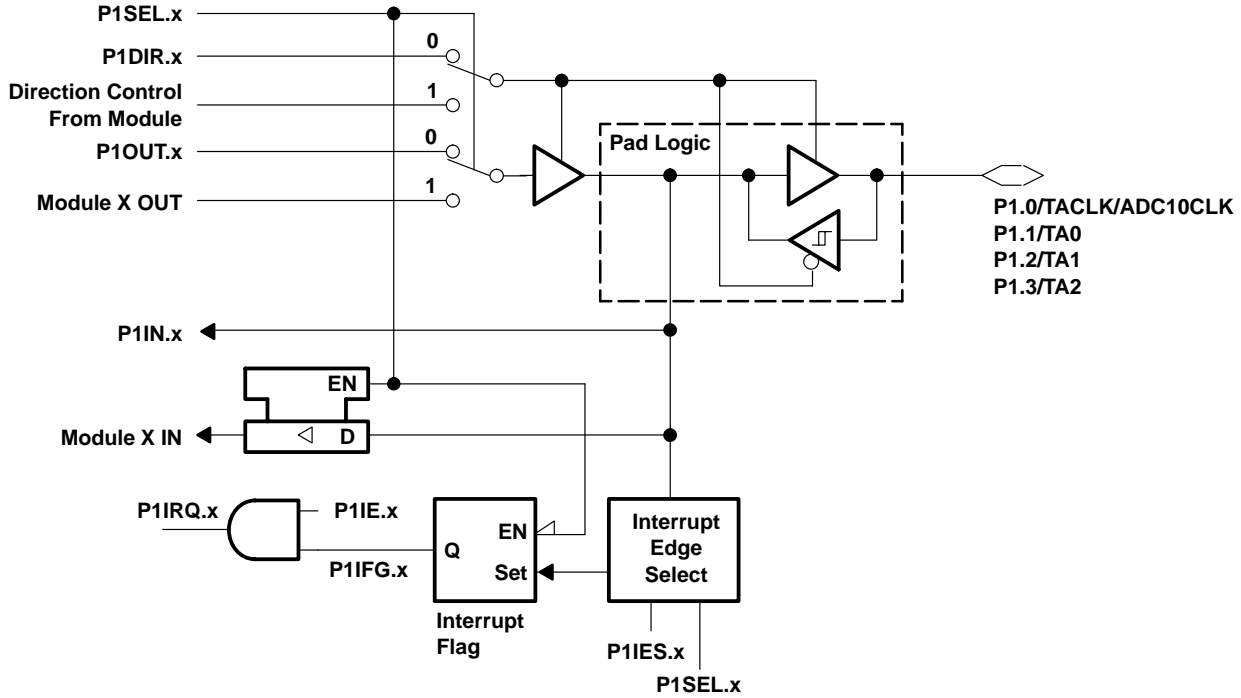 P1SEL.x
0
P1DIR.x
Direction Control
From Module
1
0
P1OUT.x
1
Module X OUT
Pad Logic
P1.0/TACLK/ADC10CLK
P1.1/TA0
P1.2/TA1
P1.3/TA2
P1IN.x
EN
Module X IN
D
P1IRQ.x
P1IE.x
P1IFG.x
Q
EN
Set
Interrupt
Flag
Interrupt
Edge
Select
P1IES.x
P1SEL.x